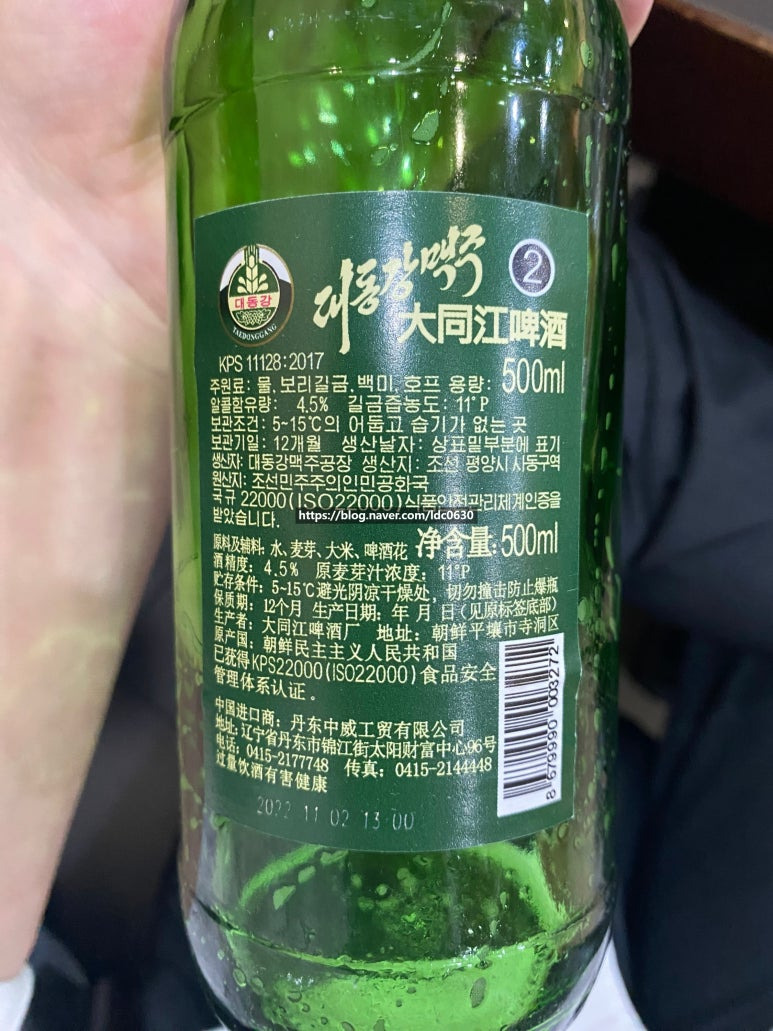 대동강맥주
2
대동강
TAEDONGGANG
大同江啤酒
KPS 11128:2017
주원료: 물, 보리길금, 백미, 호프 용량: 500ml
알콜함유량: 4.5% 길금즙농도: 11°P
보관조건: 5-15℃의 어둡고 습기가 없는 곳
보관기일: 12개월 생산날자: 상표밑부분에 표기
생산자: 대동강맥주공장 생산지: 조선 평양시 사동구역
원산지: 조선민주주의인민공화국
국규 22000(ISO22000)식품안전관리체계인증을
받았습니다.
https://blog.naver.com/ldc0630
原料及辅料: 水、麦芽、大米、啤酒花 净含量:500ml
酒精度: 4.5% 原麦芽汁浓度: 11°P
贮存条件: 5-15℃避光阴凉干燥处, 切勿撞击防止爆瓶
保质期: 12个月 生产日期: 年 月 日(见原标签底部)
生产者: 大同江啤酒厂 地址: 朝鲜平壤市寺洞区
原产国: 朝鲜民主主义人民共和国
已获得KPS22000(ISO22000)食品安全
管理体系认证。
中国进口商: 丹东中威工贸有限公司
地址:辽宁省丹东市锦江街太阳财富中心96号
电话: 0415-2177748 传真: 0415-2144448
过量饮酒有害健康
8 679990 003272
2022 11 02 13 00